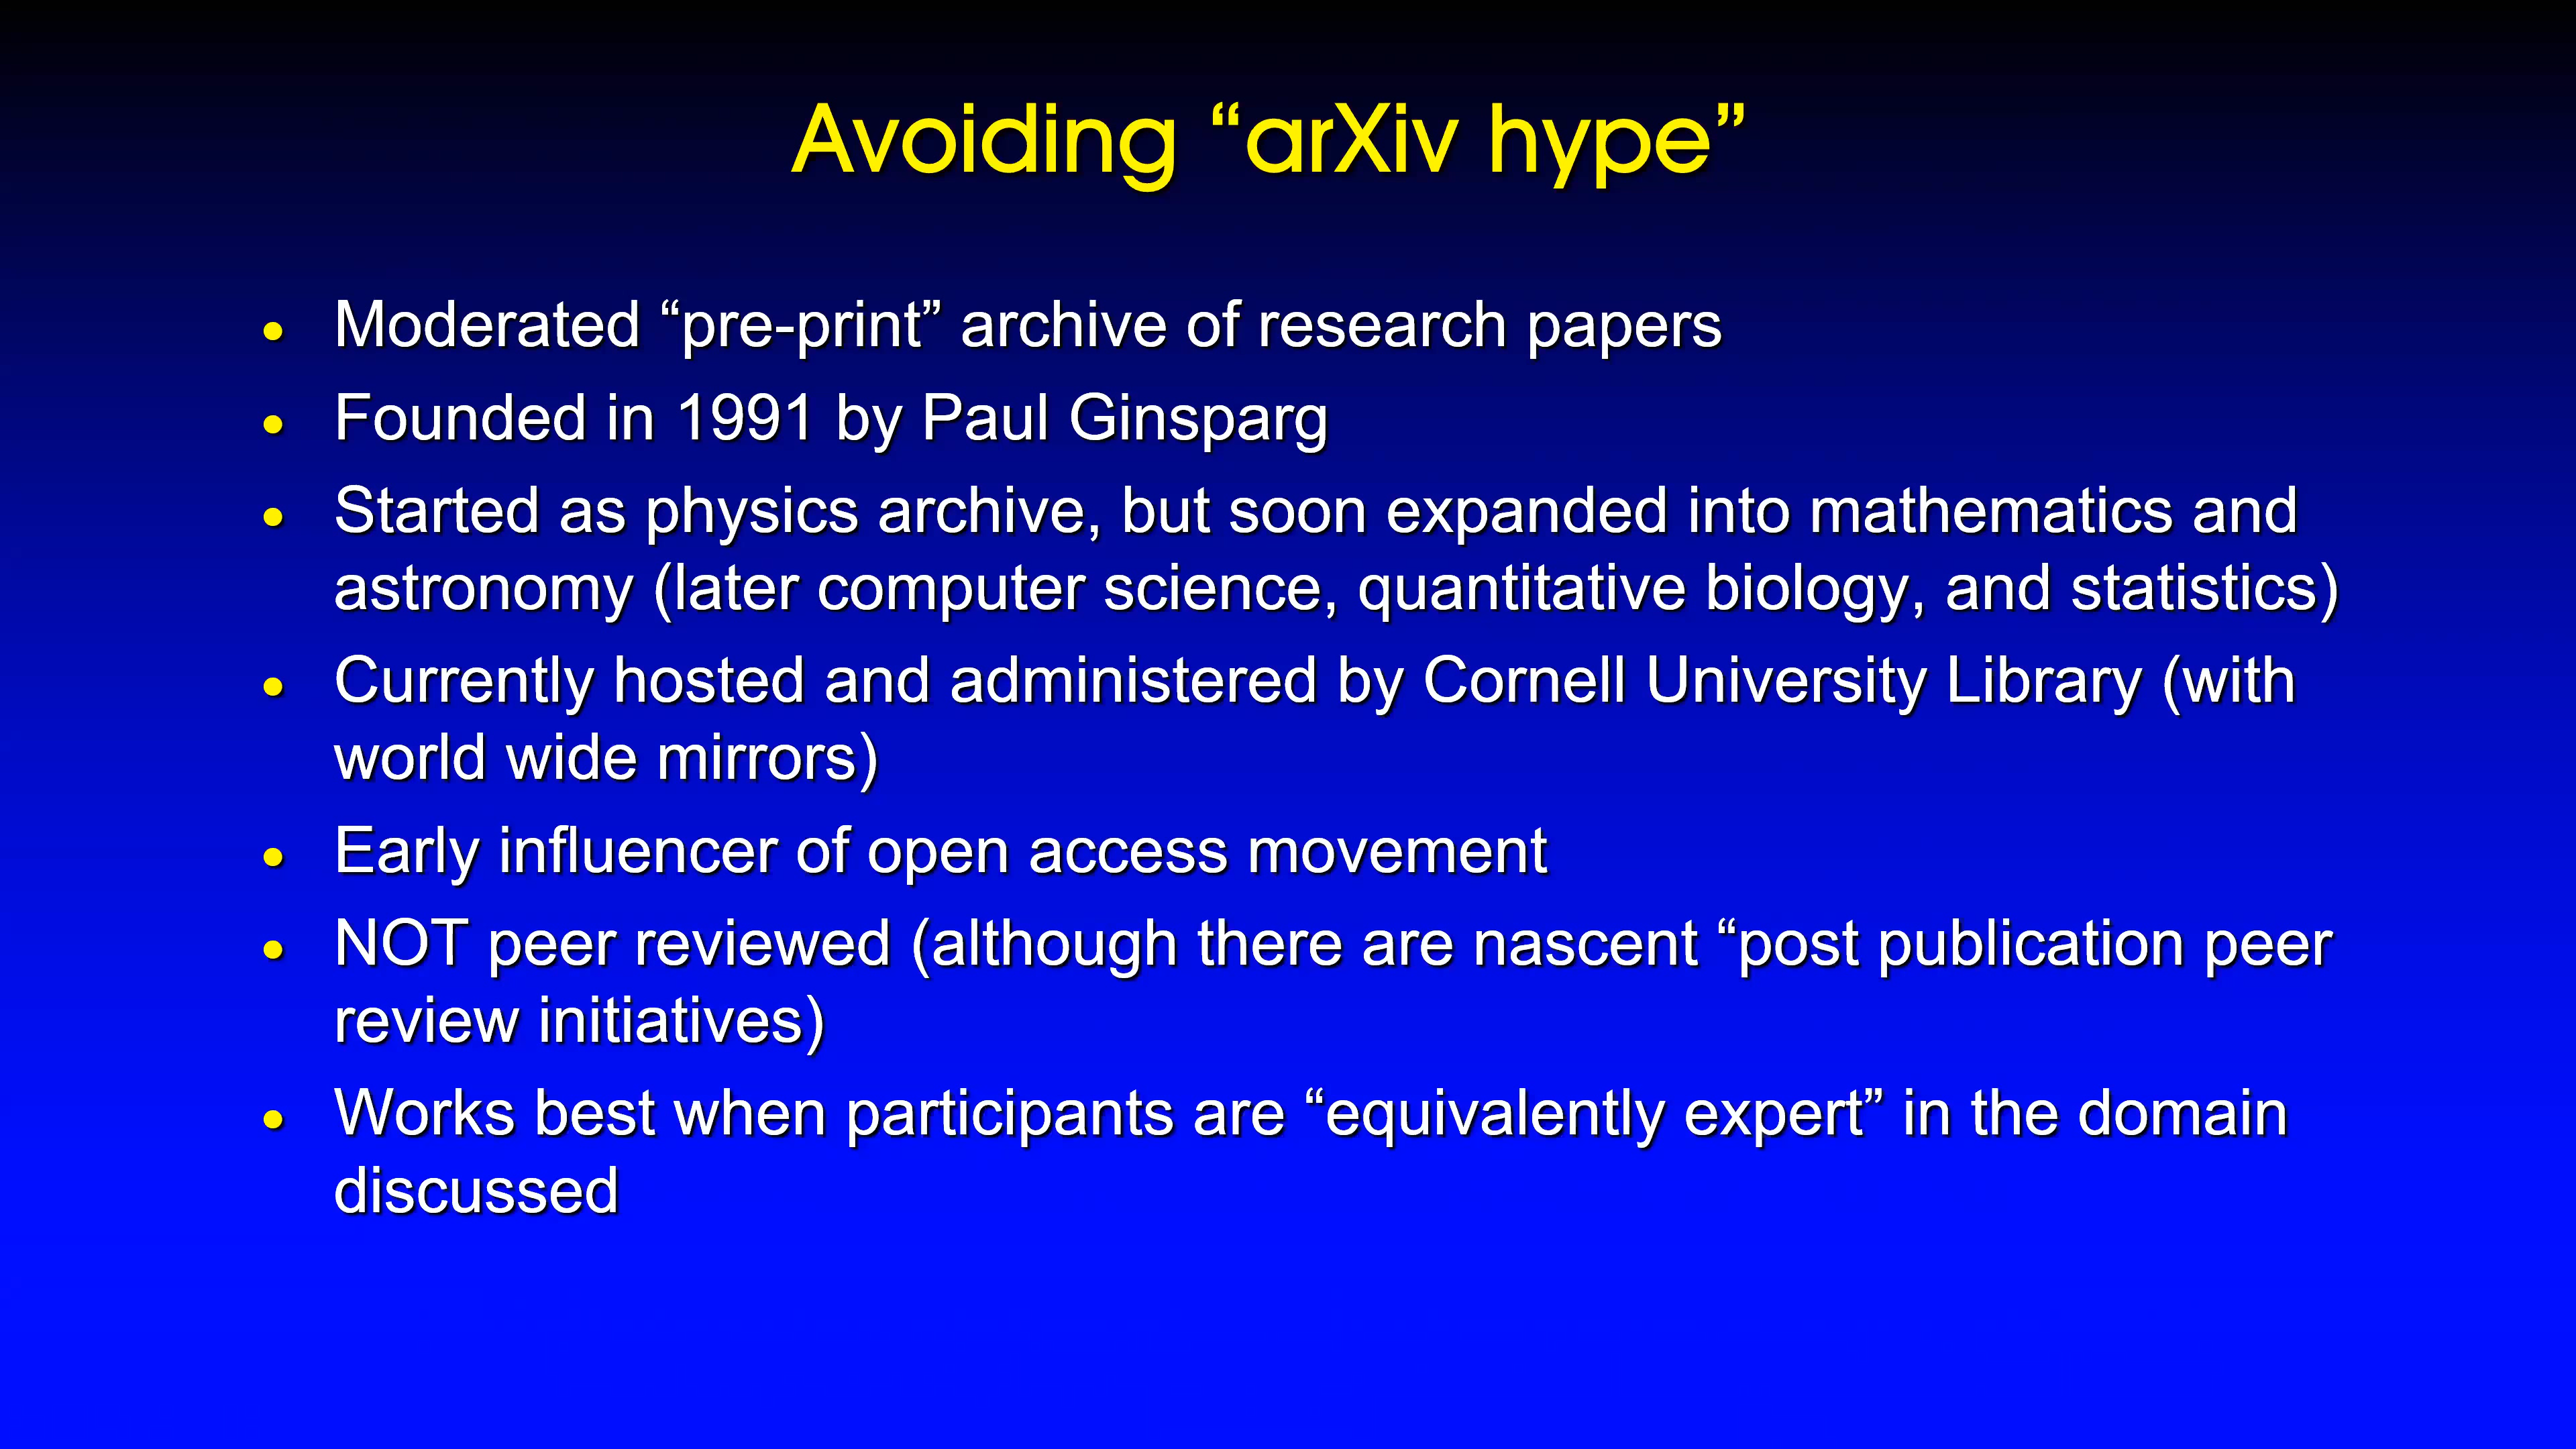 Avoiding “arXiv hype”
• Moderated “pre-print” archive of research papers
• Founded in 1991 by Paul Ginsparg
• Started as physics archive, but soon expanded into mathematics and
astronomy (later computer science, quantitative biology, and statistics)
• Currently hosted and administered by Cornell University Library (with
world wide mirrors)
• Early influencer of open access movement
• NOT peer reviewed (although there are nascent “post publication peer
review initiatives)
• Works best when participants are “equivalently expert” in the domain
discussed